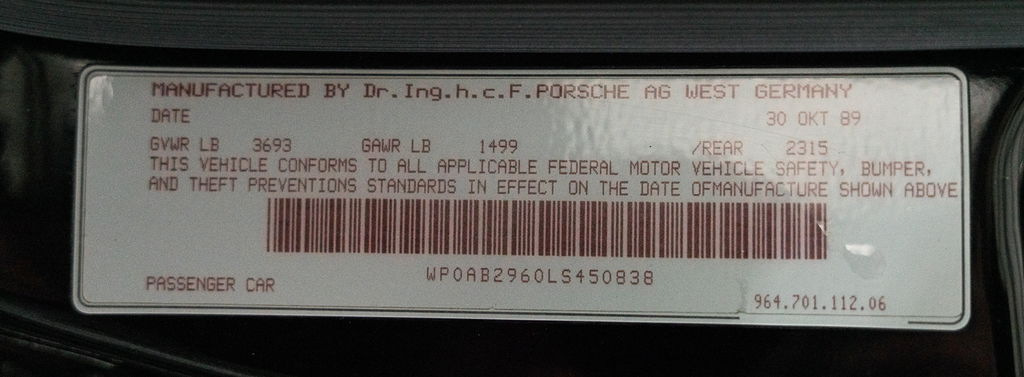 MANUFACTURED BY Dr.Ing.h.c.F.PORSCHE AG WEST GERMANY
DATE 30 OKT 89
GVWR LB 3693 GAWR LB 1499 /REAR 2315
THIS VEHICLE CONFORMS TO ALL APPLICABLE FEDERAL MOTOR VEHICLE SAFETY, BUMPER,
AND THEFT PREVENTIONS STANDARDS IN EFFECT ON THE DATE OFMANUFACTURE SHOWN ABOVE
WP0AB2960LS450838
PASSENGER CAR
964.701.112.06